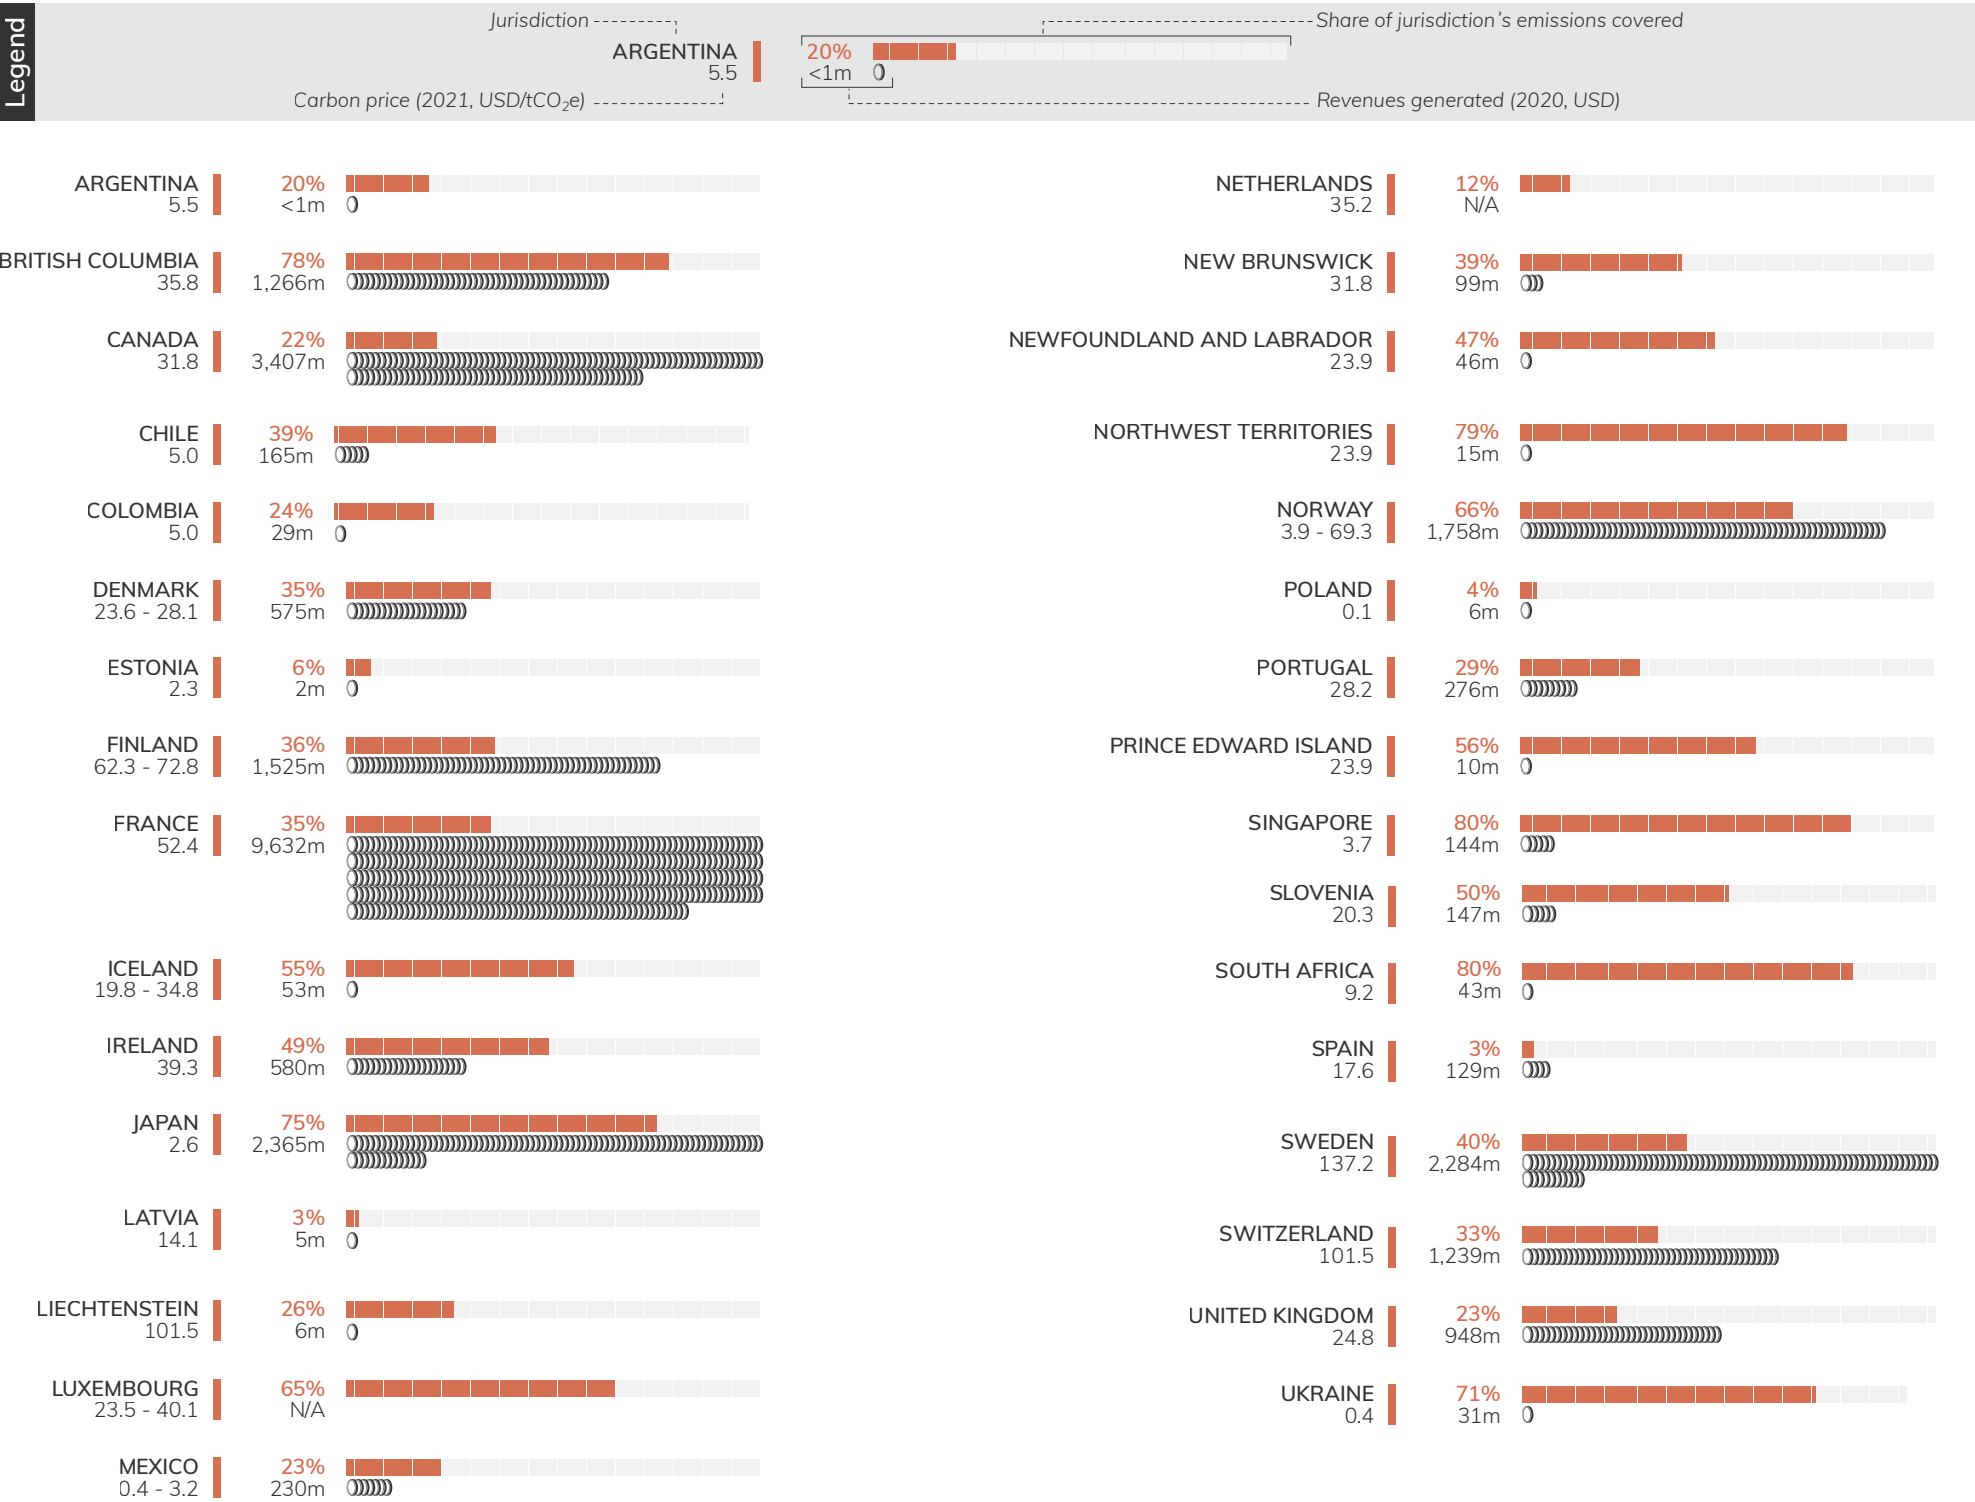 Legend
Jurisdiction
Share of jurisdiction's emissions covered
ARGENTINA
20%
5.5
<1m
Carbon price (2021, USD/tCO₂e)
Revenues generated (2020, USD)
ARGENTINA
20%
5.5
<1m
BRITISH COLUMBIA
78%
35.8
1,266m
CANADA
22%
31.8
3,407m
CHILE
39%
5.0
165m
COLOMBIA
24%
5.0
29m
DENMARK
35%
23.6 - 28.1
575m
ESTONIA
6%
2.3
2m
FINLAND
36%
62.3 - 72.8
1,525m
FRANCE
35%
52.4
9,632m
ICELAND
55%
19.8 - 34.8
53m
IRELAND
49%
39.3
580m
JAPAN
75%
2.6
2,365m
LATVIA
3%
14.1
5m
LIECHTENSTEIN
26%
101.5
6m
LUXEMBOURG
65%
23.5 - 40.1
N/A
MEXICO
23%
0.4 - 3.2
230m
NETHERLANDS
12%
35.2
N/A
NEW BRUNSWICK
39%
31.8
99m
NEWFOUNDLAND AND LABRADOR
47%
23.9
46m
NORTHWEST TERRITORIES
79%
23.9
15m
NORWAY
66%
3.9 - 69.3
1,758m
POLAND
4%
0.1
6m
PORTUGAL
29%
28.2
276m
PRINCE EDWARD ISLAND
56%
23.9
10m
SINGAPORE
80%
3.7
144m
SLOVENIA
50%
20.3
147m
SOUTH AFRICA
80%
9.2
43m
SPAIN
3%
17.6
129m
SWEDEN
40%
137.2
2,284m
SWITZERLAND
33%
101.5
1,239m
UNITED KINGDOM
23%
24.8
948m
UKRAINE
71%
0.4
31m